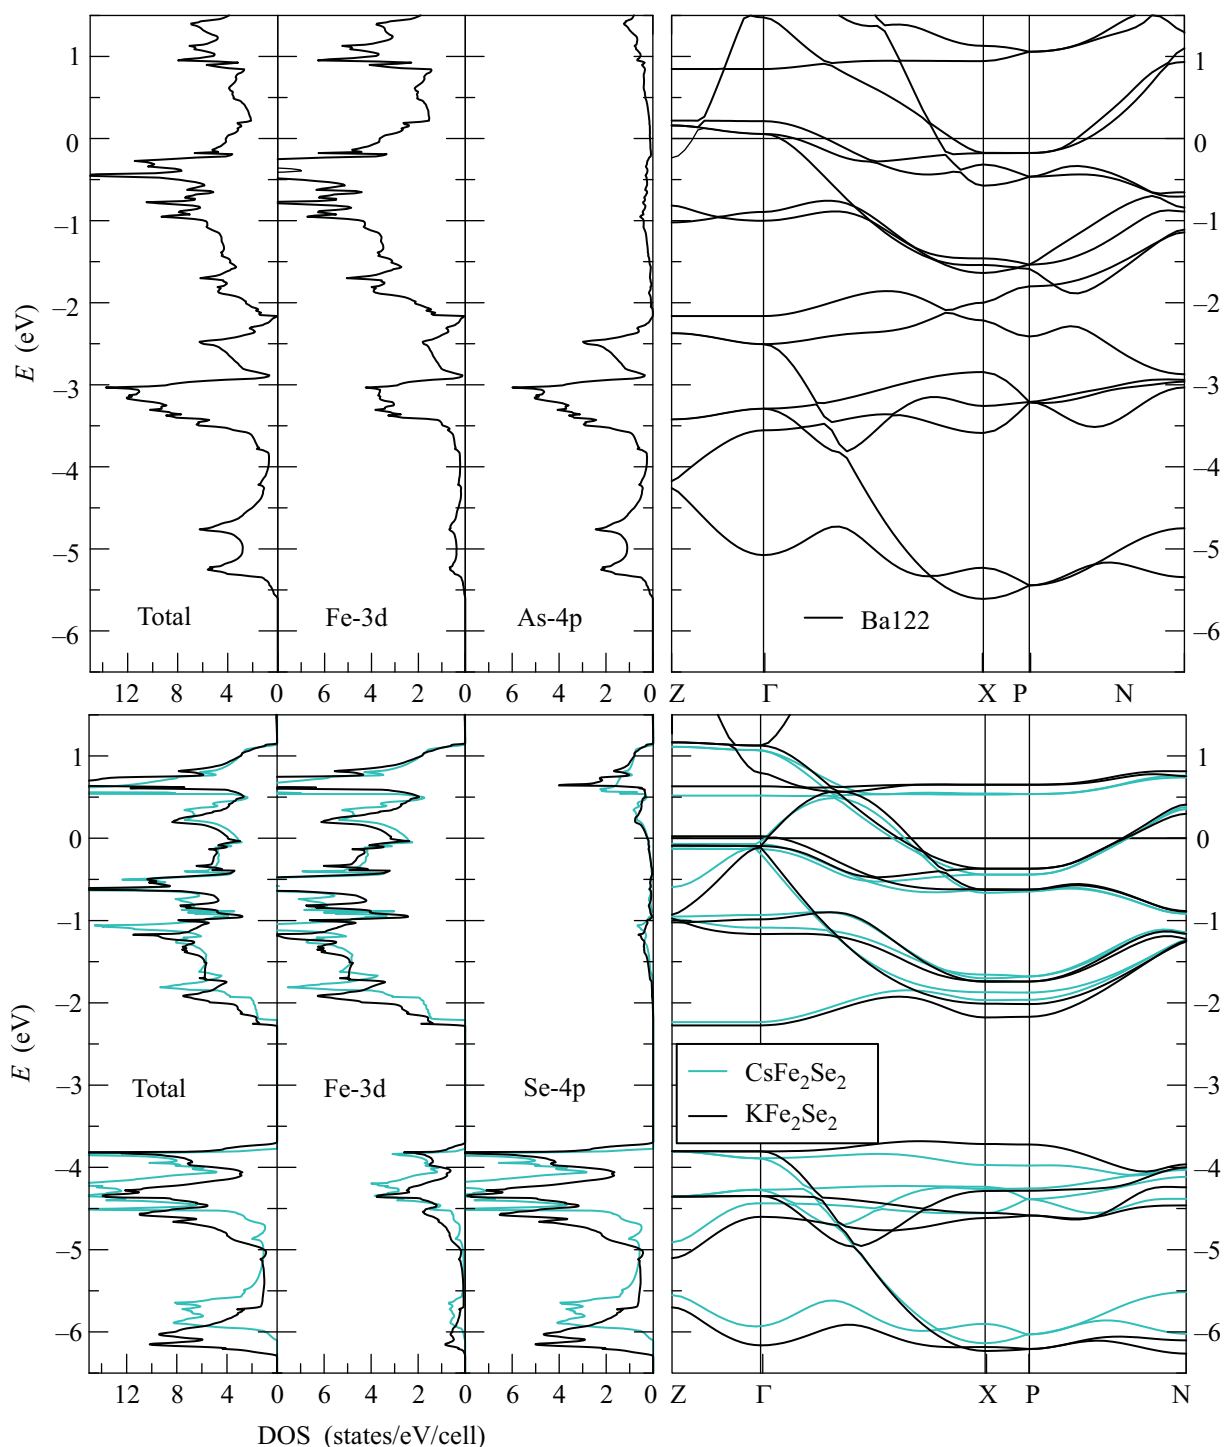 1
0
–1
–2
–3
–4
–5
–6
E (eV)
Total
Fe-3d
As-4p
Ba122
1
0
–1
–2
–3
–4
–5
–6
12 8 4 0
6 4 2 0
6 4 2 0
Z Γ X P N
1
0
–1
–2
–3
–4
–5
–6
E (eV)
Total
Fe-3d
Se-4p
CsFe₂Se₂
KFe₂Se₂
1
0
–1
–2
–3
–4
–5
–6
12 8 4 0
6 4 2 0
6 4 2 0
Z Γ X P N
DOS (states/eV/cell)